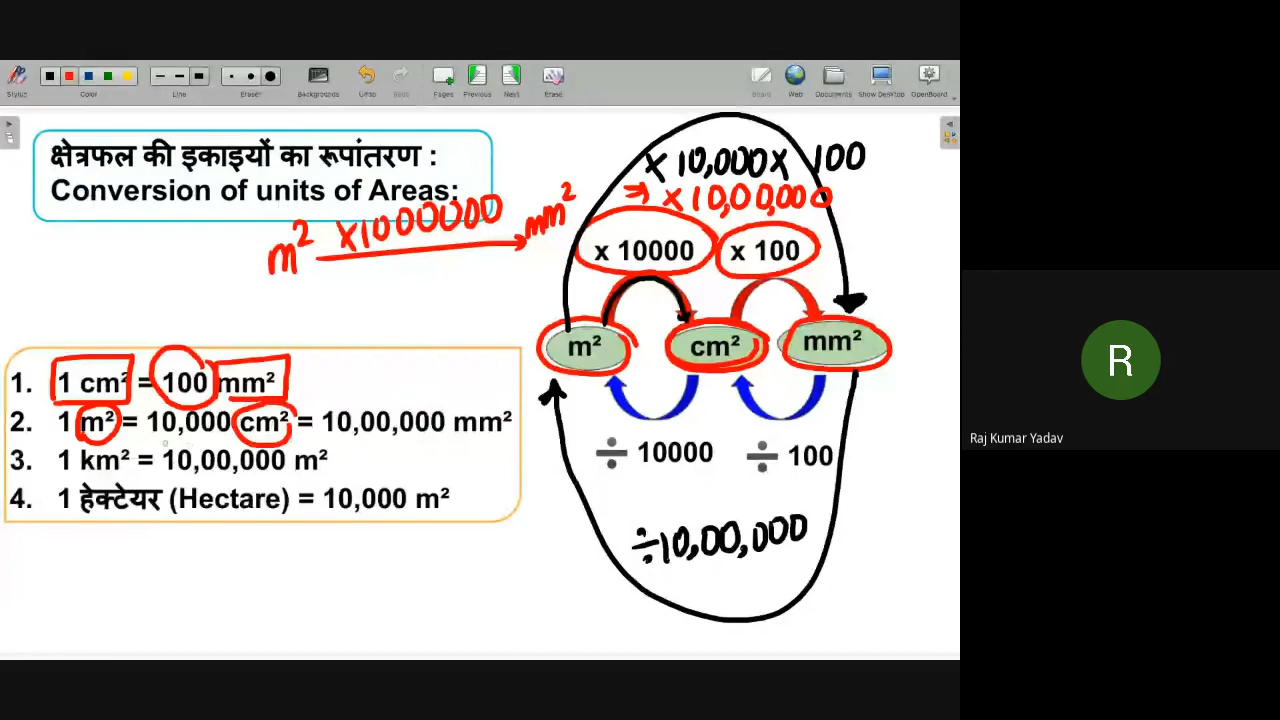 Stylus Color Line Eraser Backgrounds Undo Redo Pages Previous Next Erase Board Web Documents Show Desktop OpenBoard
क्षेत्रफल की इकाइयों का रूपांतरण :
Conversion of units of Areas:
m² x1000000 mm²
x 10,000 x 100
⇒ x 10,00,000
x 10000 x 100
m² cm² mm²
÷ 10000 ÷ 100
÷10,00,000
1. 1 cm² = 100 mm²
2. 1 m² = 10,000 cm² = 10,00,000 mm²
3. 1 km² = 10,00,000 m²
4. 1 हेक्टेयर (Hectare) = 10,000 m²
R
Raj Kumar Yadav